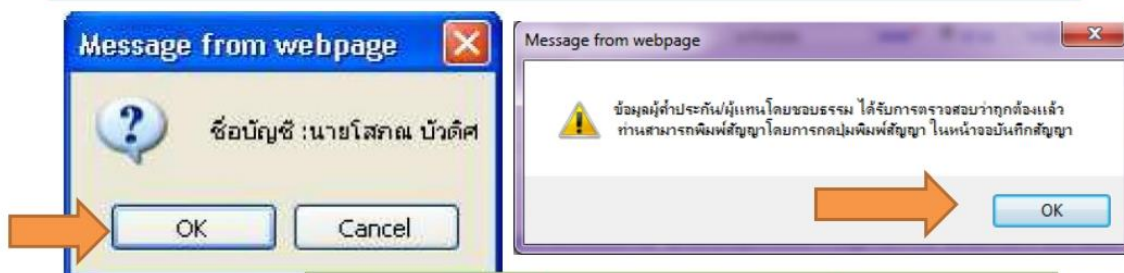 Message from webpage
ชื่อบัญชี :นายโสภณ บัวดิศ
OK
Cancel
Message from webpage
ข้อมูลผู้ค้ำประกัน/ผู้แทนโดยชอบธรรม ได้รับการตรวจสอบว่าถูกต้องแล้ว
ท่านสามารถพิมพ์สัญญาโดยการกดปุ่มพิมพ์สัญญา ในหน้าจอบันทึกสัญญา
OK